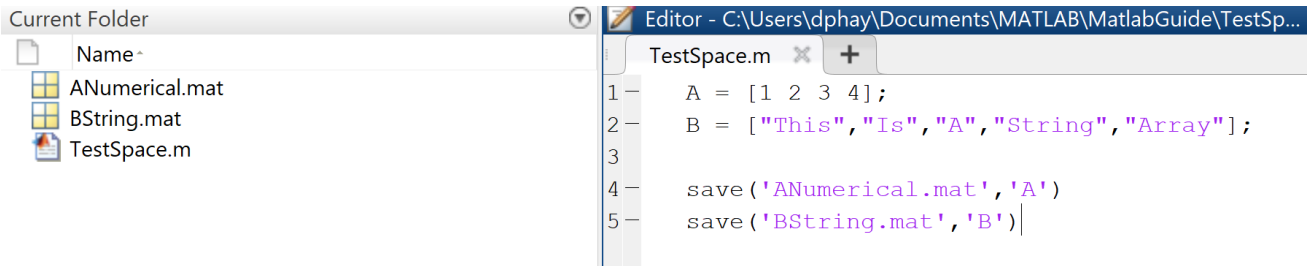 Current Folder
Name
ANumerical.mat
BString.mat
TestSpace.m
Editor - C:\Users\dphay\Documents\MATLAB\MatlabGuide\TestSp...
TestSpace.m
1 A = [1 2 3 4];
2 B = ["This","Is","A","String","Array"];
3
4 save('ANumerical.mat','A')
5 save('BString.mat','B')